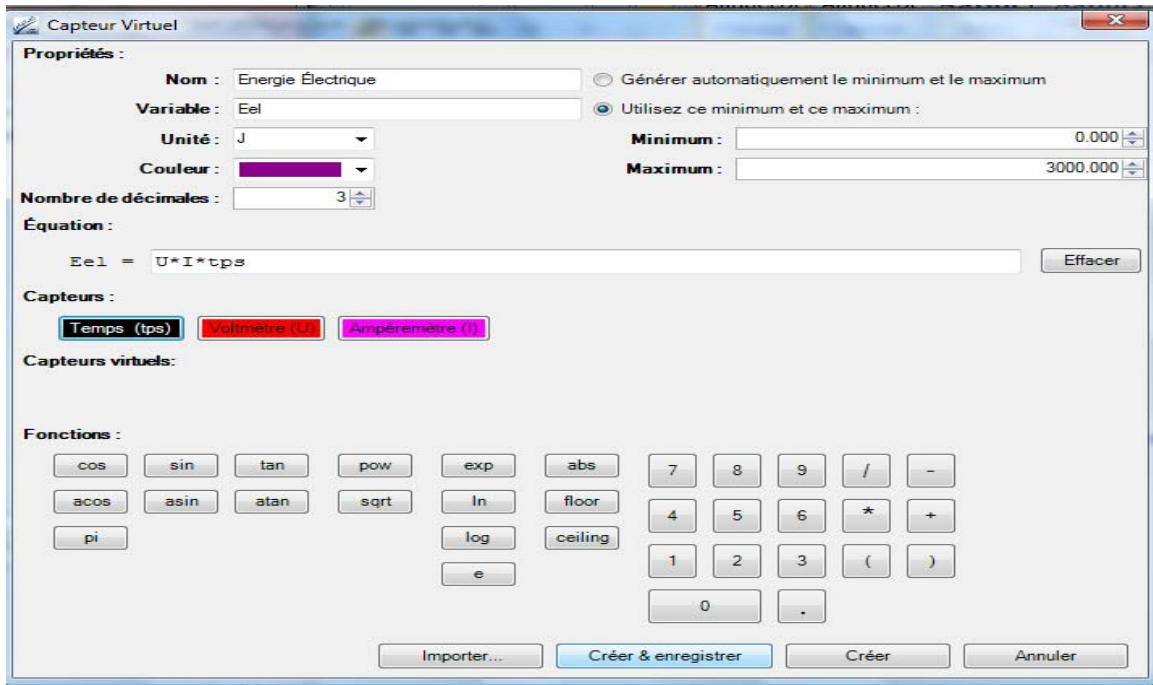 Capteur Virtuel
Propriétés :
Nom : Energie Électrique
Générer automatiquement le minimum et le maximum
Variable : Eel
Utilisez ce minimum et ce maximum :
Unité : J
Minimum : 0.000
Couleur :
Maximum : 3000.000
Nombre de décimales : 3
Équation :
Eel = U*I*tps
Effacer
Capteurs :
Temps (tps) Voltmètre (U) Ampéremètre (I)
Capteurs virtuels:
Fonctions :
cos sin tan pow exp abs 7 8 9 / -
acos asin atan sqrt ln floor 4 5 6 * +
pi log ceiling 1 2 3 ( )
e 0 .
Importer... Créer & enregistrer Créer Annuler